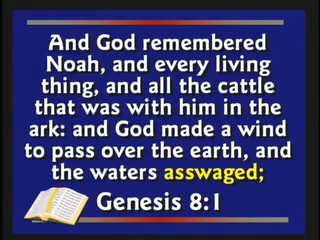 And God remembered
Noah, and every living
thing, and all the cattle
that was with him in the
ark: and God made a wind
to pass over the earth, and
the waters asswaged;
Genesis 8:1